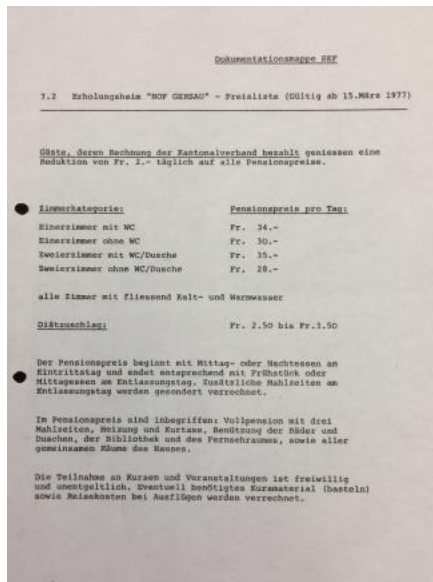 Dokumentationsmappe SKF
7.2 Erholungsheim "HOF GERSAU" - Preisliste (Gültig ab 15.März 1977)
Gäste, deren Rechnung der Kantonalverband bezahlt geniessen eine
Reduktion von Fr. 2.- täglich auf alle Pensionspreise.
Zimmerkategorie: Pensionspreis pro Tag:
Einerzimmer mit WC Fr. 34.-
Einerzimmer ohne WC Fr. 30.-
Zweierzimmer mit WC/Dusche Fr. 35.-
Zweierzimmer ohne WC/Dusche Fr. 28.-
alle Zimmer mit fliessend Kalt- und Warmwasser
Diätzuschlag: Fr. 2.50 bis Fr.3.50
Der Pensionspreis beginnt mit Mittag- oder Nachtessen am
Eintrittstag und endet entsprechend mit Frühstück oder
Mittagessen am Entlassungstag. Zusätzliche Mahlzeiten am
Entlassungstag werden gesondert verrechnet.
Im Pensionspreis sind inbegriffen: Vollpension mit drei
Mahlzeiten, Heizung und Kurtaxe, Benützung der Bäder und
Duschen, der Bibliothek und des Fernsehraumes, sowie aller
gemeinsamen Räume des Hauses.
Die Teilnahme an Kursen und Veranstaltungen ist freiwillig
und unentgeltlich. Eventuell benötigtes Kursmaterial (basteln)
sowie Reisekosten bei Ausflügen werden verrechnet.